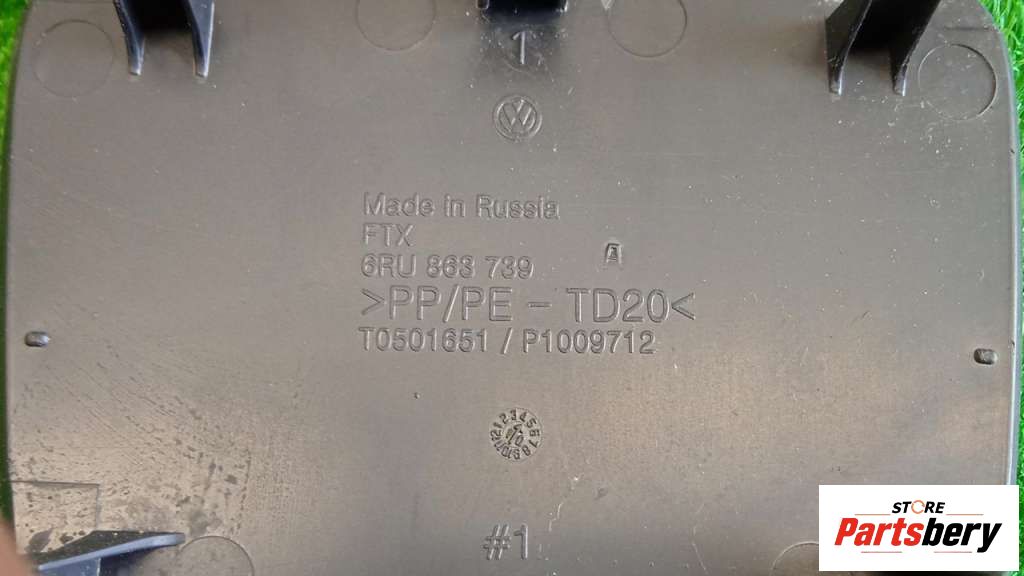 1
Made in Russia
FTX
6RU 863 739
A
>PP/PE - TD20<
T0501651 / P1009712
#1
STORE
Partsbery